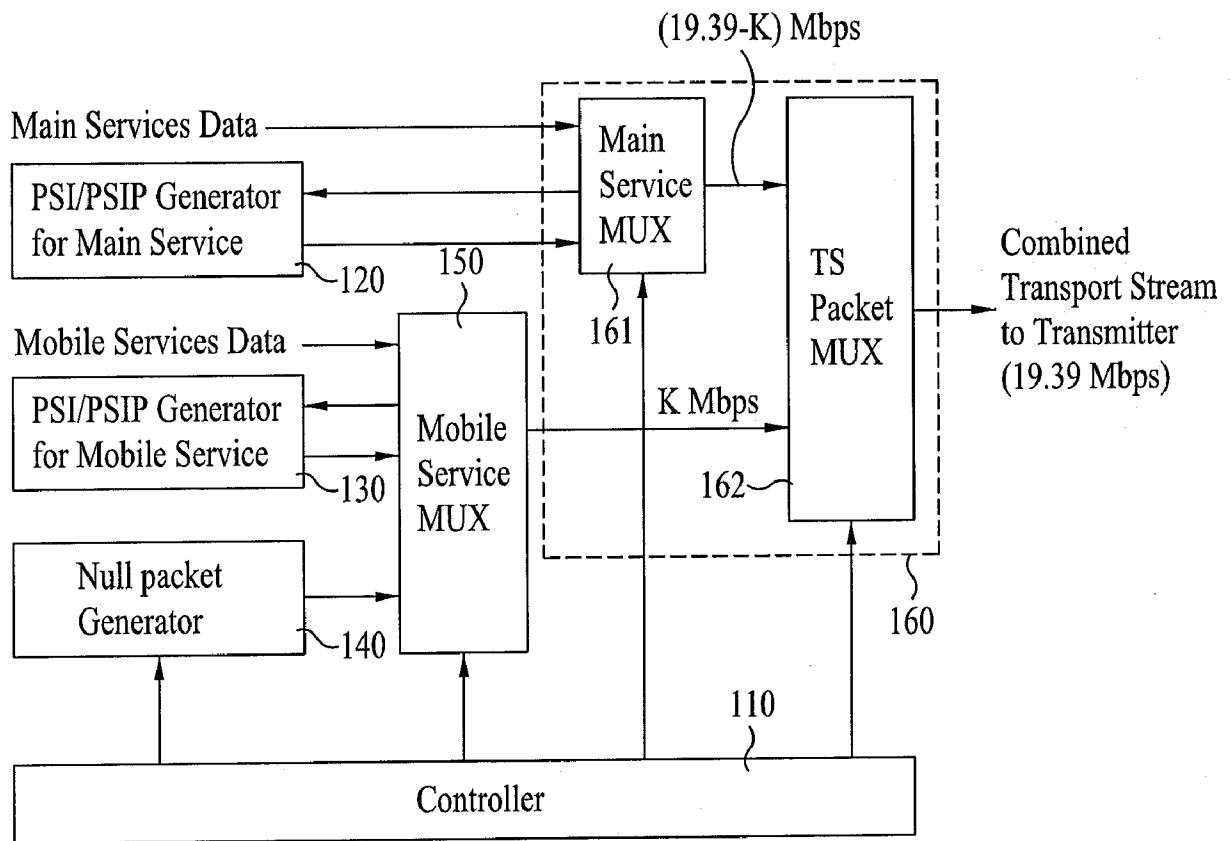 (19.39-K) Mbps
Main Services Data
PSI/PSIP Generator
for Main Service
120
Main
Service
MUX
161
150
TS
Packet
MUX
162
Combined
Transport Stream
to Transmitter
(19.39 Mbps)
Mobile Services Data
PSI/PSIP Generator
for Mobile Service
130
Mobile
Service
MUX
K Mbps
Null packet
Generator
140
160
110
Controller